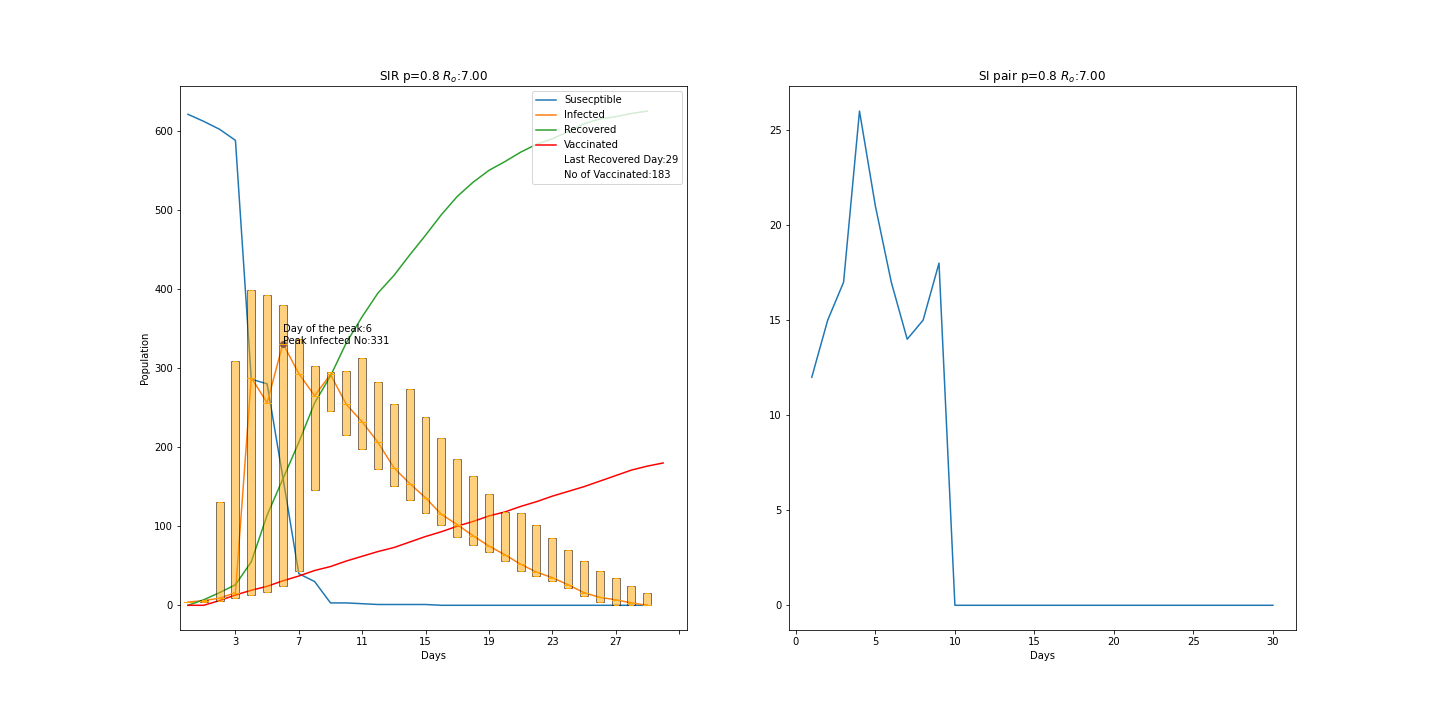 SIR p=0.8 Rₒ:7.00
Susecptible
Infected
Recovered
Vaccinated
Last Recovered Day:29
No of Vaccinated:183
600
500
400
300
200
100
0
Population
Day of the peak:6
Peak Infected No:331
3 7 11 15 19 23 27
Days
SI pair p=0.8 Rₒ:7.00
25
20
15
10
5
0
0 5 10 15 20 25 30
Days